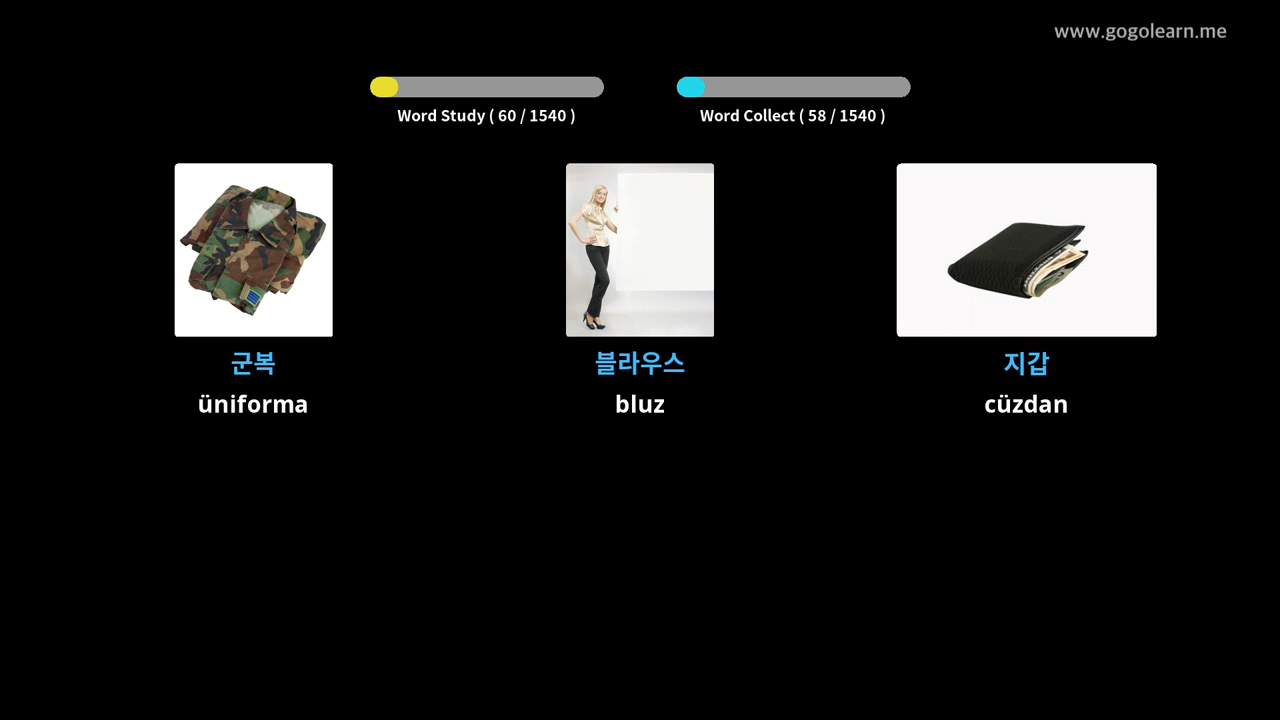 www.gogolearn.me
Word Study ( 60 / 1540 )
Word Collect ( 58 / 1540 )
군복
블라우스
지갑
üniforma
bluz
cüzdan